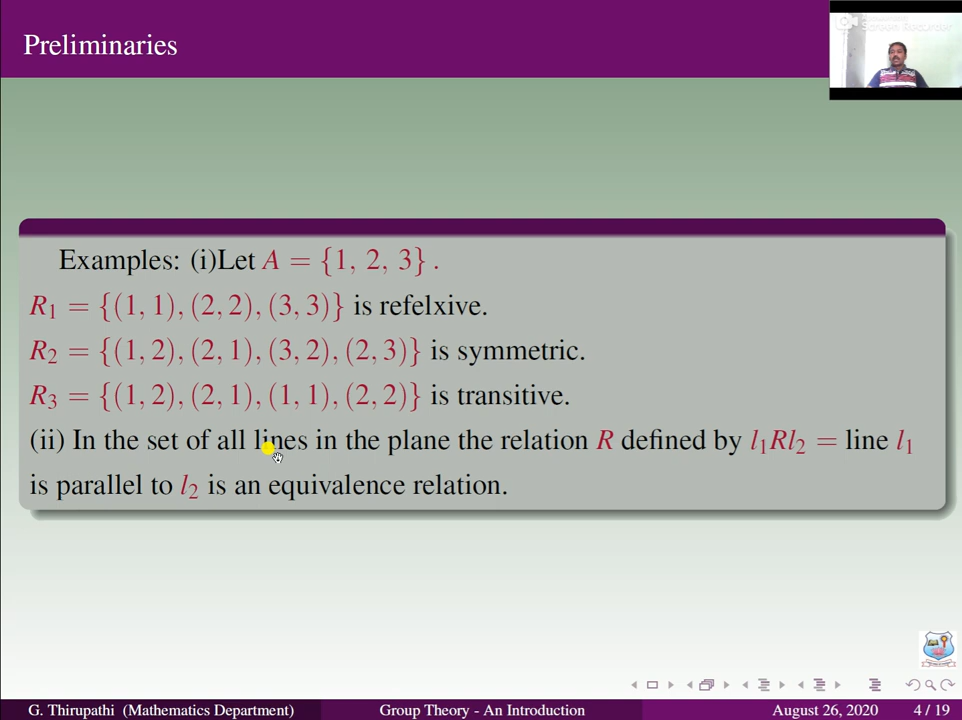 Preliminaries
Screen Recorder
Examples: (i)Let A = {1, 2, 3} .
R₁ = {(1, 1), (2, 2), (3, 3)} is refelxive.
R₂ = {(1, 2), (2, 1), (3, 2), (2, 3)} is symmetric.
R₃ = {(1, 2), (2, 1), (1, 1), (2, 2)} is transitive.
(ii) In the set of all lines in the plane the relation R defined by l₁Rl₂ = line l₁
is parallel to l₂ is an equivalence relation.
G. Thirupathi (Mathematics Department)
Group Theory - An Introduction
August 26, 2020
4 / 19